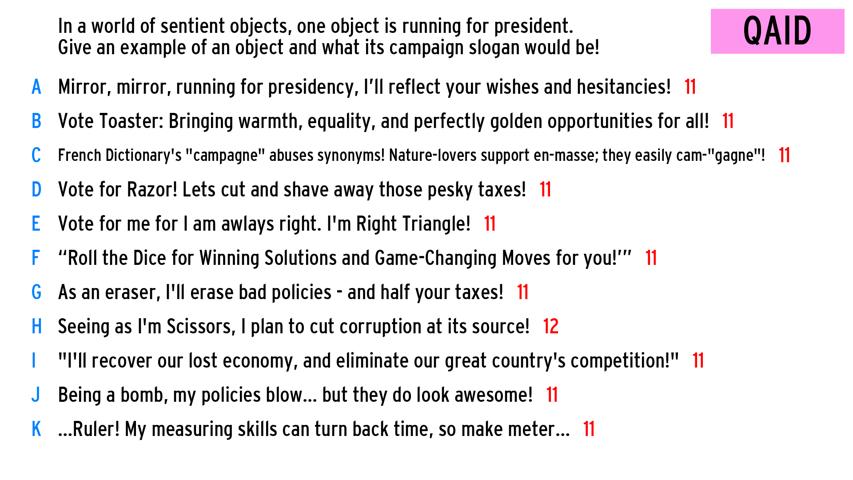 In a world of sentient objects, one object is running for president.
Give an example of an object and what its campaign slogan would be!
QAID
A Mirror, mirror, running for presidency, I'll reflect your wishes and hesitancies! 11
B Vote Toaster: Bringing warmth, equality, and perfectly golden opportunities for all! 11
C French Dictionary's "campagne" abuses synonyms! Nature-lovers support en-masse; they easily cam-"gagne"! 11
D Vote for Razor! Lets cut and shave away those pesky taxes! 11
E Vote for me for I am awlays right. I'm Right Triangle! 11
F “Roll the Dice for Winning Solutions and Game-Changing Moves for you!’” 11
G As an eraser, I'll erase bad policies - and half your taxes! 11
H Seeing as I'm Scissors, I plan to cut corruption at its source! 12
I "I'll recover our lost economy, and eliminate our great country's competition!" 11
J Being a bomb, my policies blow... but they do look awesome! 11
K ...Ruler! My measuring skills can turn back time, so make meter... 11